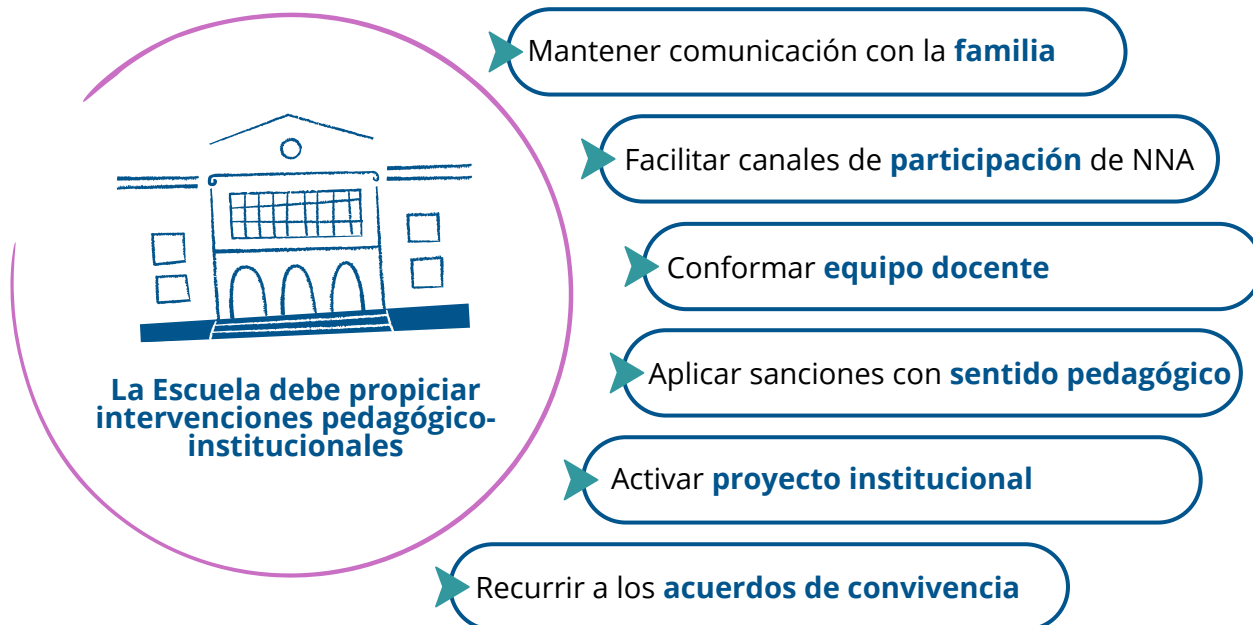 Mantener comunicación con la familia
Facilitar canales de participación de NNA
Conformar equipo docente
La Escuela debe propiciar
intervenciones pedagógico-
institucionales
Aplicar sanciones con sentido pedagógico
Activar proyecto institucional
Recurrir a los acuerdos de convivencia